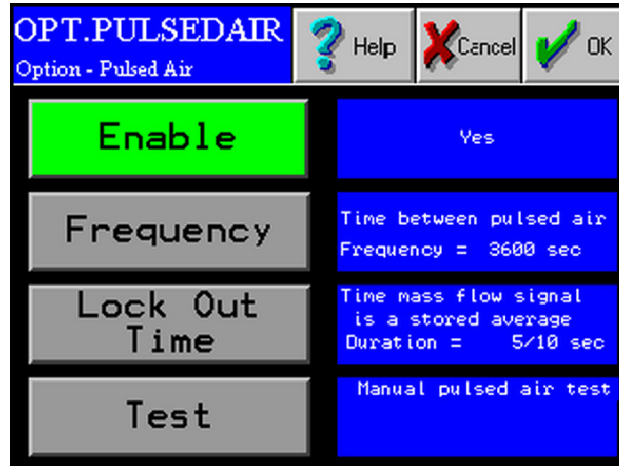 OPT.PULSEDAIR
Option - Pulsed Air
Help
Cancel
OK
Enable
Yes
Frequency
Time between pulsed air
Frequency = 3600 sec
Lock Out
Time
Time mass flow signal
is a stored average
Duration = 5/10 sec
Test
Manual pulsed air test